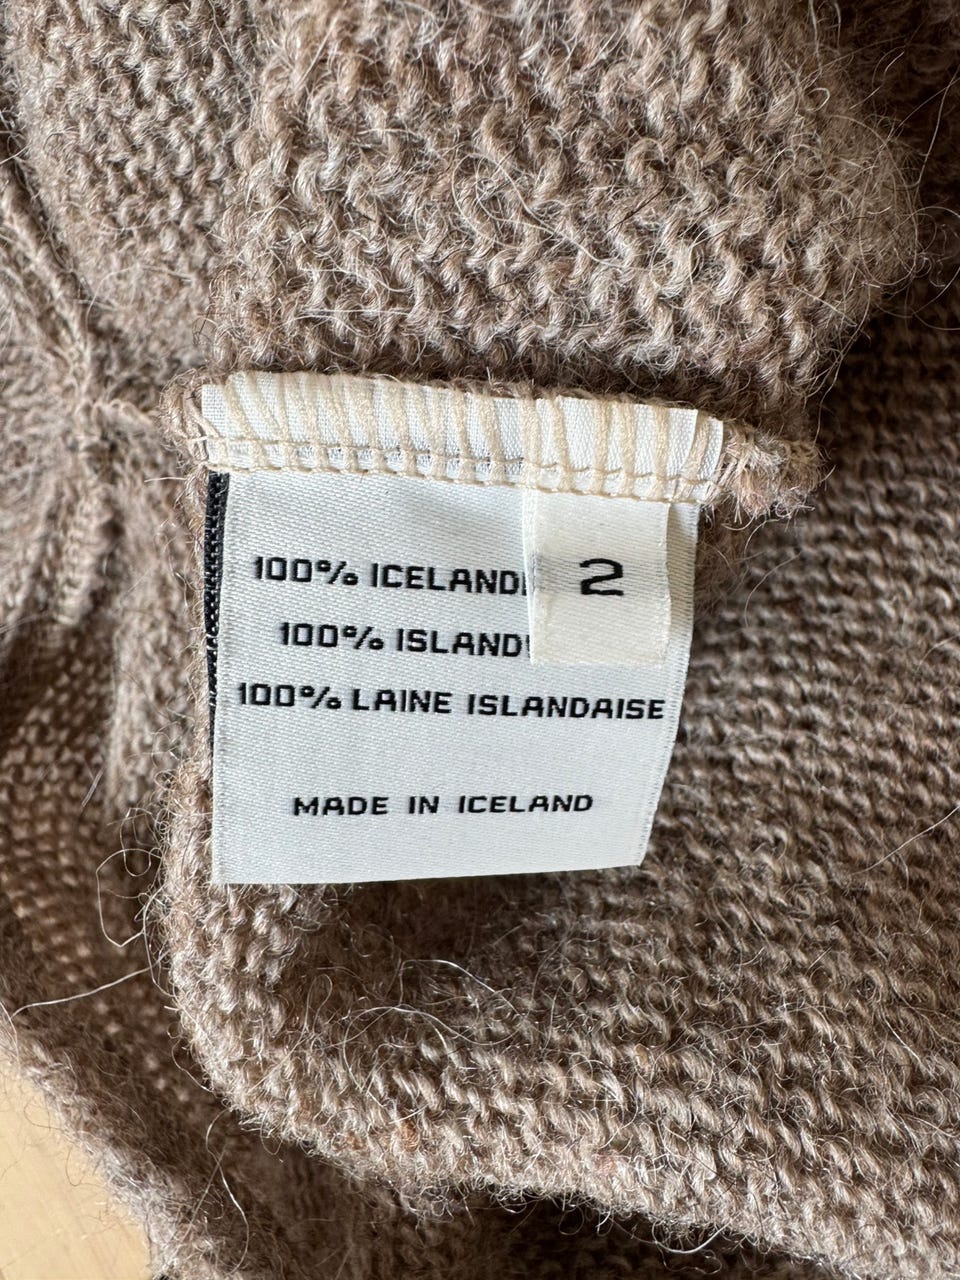 100% ICELAND
2
100% ISLAND
100% LAINE ISLANDAISE
MADE IN ICELAND